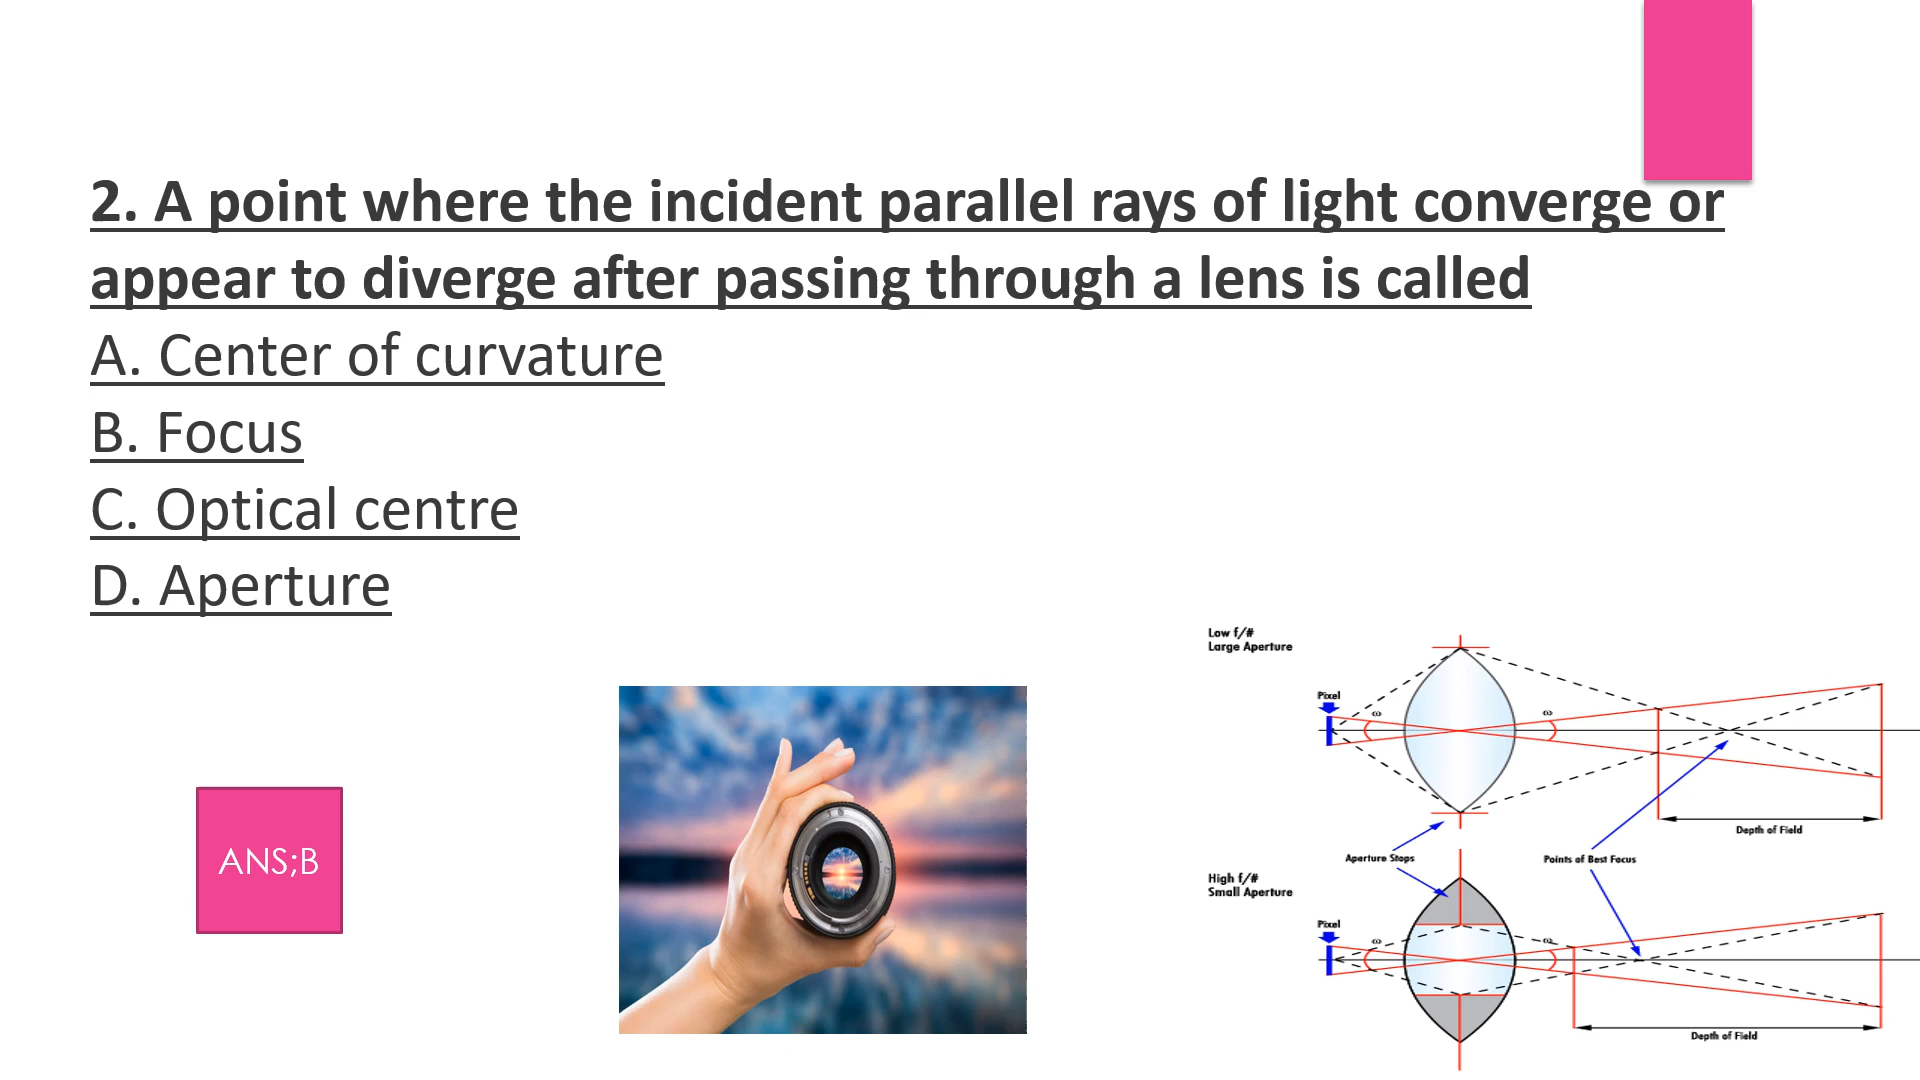 2. A point where the incident parallel rays of light converge or
appear to diverge after passing through a lens is called
A. Center of curvature
B. Focus
C. Optical centre
D. Aperture
ANS;B
Low f/#
Large Aperture
Pixel
ω
ω
Depth of Field
Aperture Stops
Points of Best Focus
High f/#
Small Aperture
Pixel
ω
ω
Depth of Field